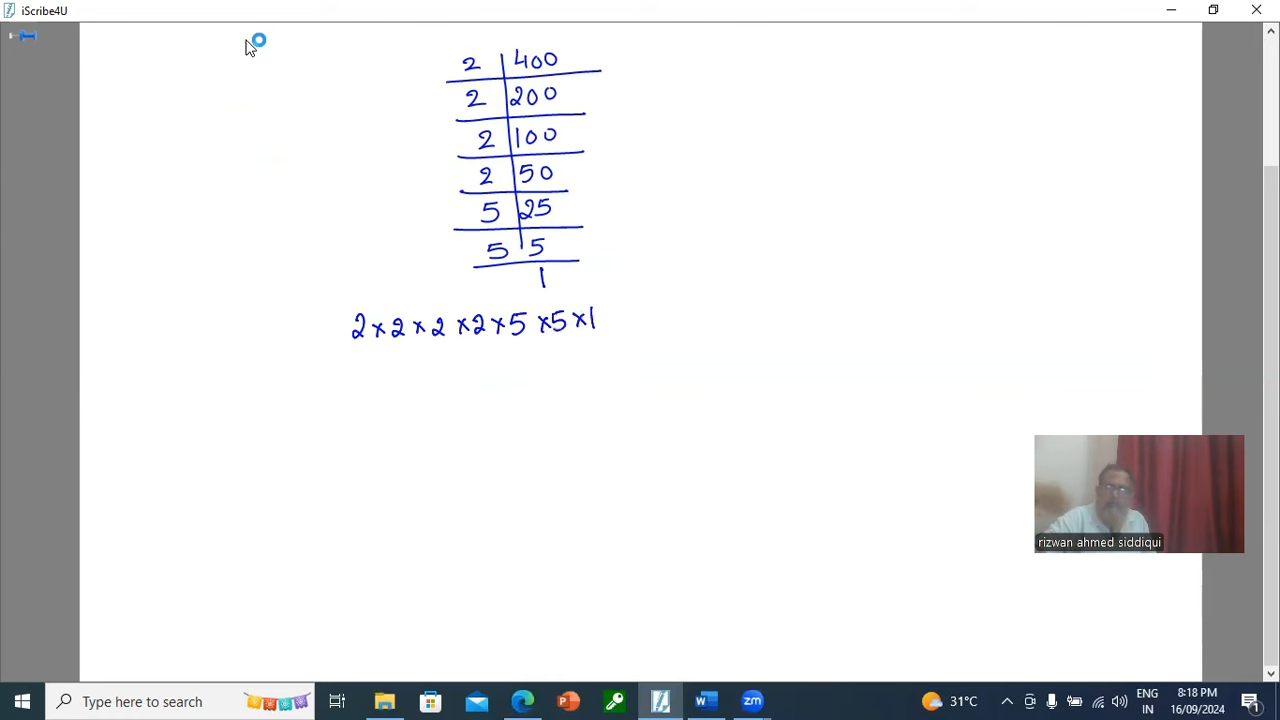 iScribe4U
2 400
2 200
2 100
2 50
5 25
5 5
1
2 × 2 × 2 × 2 × 5 × 5 × 1
rizwan ahmed siddiqui
Type here to search
31°C
ENG
IN
8:18 PM
16/09/2024